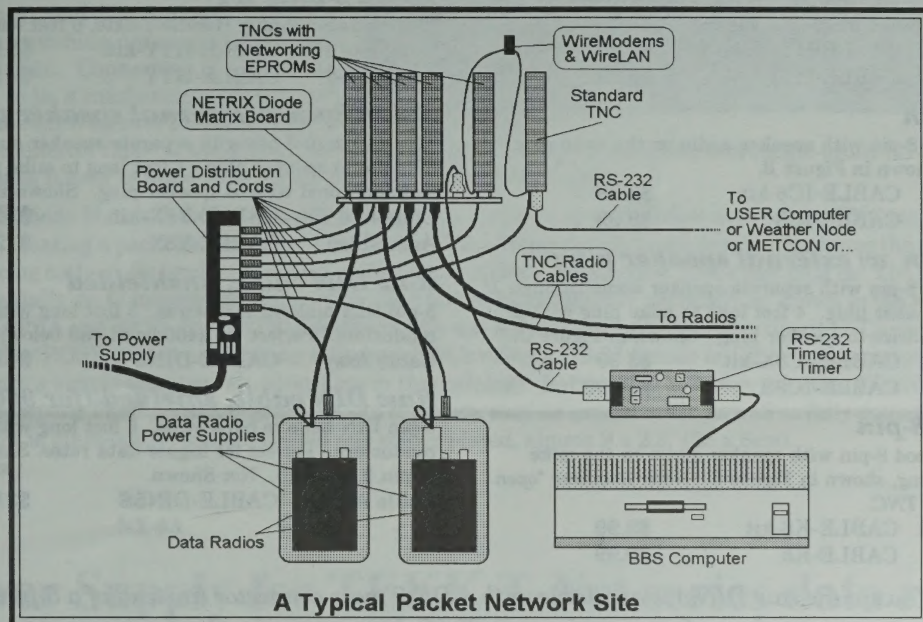 TNCs with
Networking
EPROMs
WireModems
& WireLAN
NETRIX Diode
Matrix Board
Standard
TNC
Power Distribution
Board and Cords
RS-232
Cable
To
USER Computer
or Weather Node
or METCON or...
TNC-Radio
Cables
To Radios
To Power
Supply
RS-232
Cable
RS-232
Timeout
Timer
Data Radio
Power Supplies
Data Radios
BBS Computer
A Typical Packet Network Site